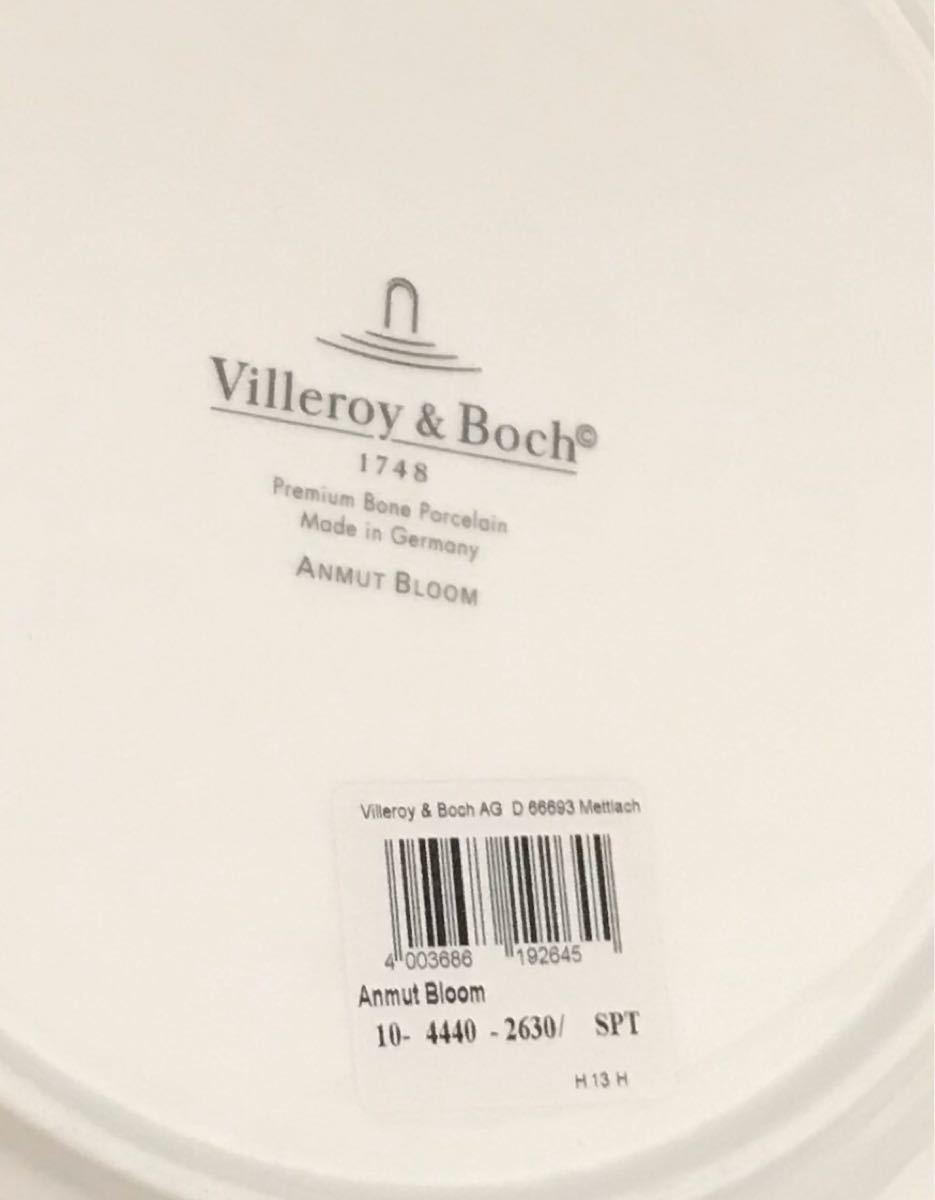 Villeroy & Boch©
1748
Premium Bone Porcelain
Made in Germany
ANMUT BLOOM
Villeroy & Boch AG D 66693 Mettlach
4 003686 192645
Anmut Bloom
10- 4440 - 2630/ SPT
H 13 H